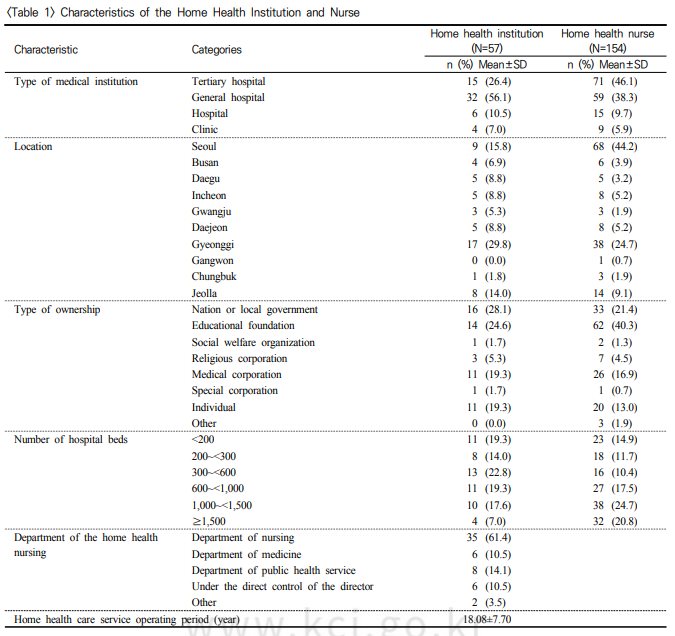 〈Table 1〉 Characteristics of the Home Health Institution and Nurse
Characteristic Categories Home health institution (N=57) Home health nurse (N=154)
n (%) Mean±SD n (%) Mean±SD
Type of medical institution Tertiary hospital 15 (26.4) 71 (46.1)
General hospital 32 (56.1) 59 (38.3)
Hospital 6 (10.5) 15 (9.7)
Clinic 4 (7.0) 9 (5.9)
Location Seoul 9 (15.8) 68 (44.2)
Busan 4 (6.9) 6 (3.9)
Daegu 5 (8.8) 5 (3.2)
Incheon 5 (8.8) 8 (5.2)
Gwangju 3 (5.3) 3 (1.9)
Daejeon 5 (8.8) 8 (5.2)
Gyeonggi 17 (29.8) 38 (24.7)
Gangwon 0 (0.0) 1 (0.7)
Chungbuk 1 (1.8) 3 (1.9)
Jeolla 8 (14.0) 14 (9.1)
Type of ownership Nation or local government 16 (28.1) 33 (21.4)
Educational foundation 14 (24.6) 62 (40.3)
Social welfare organization 1 (1.7) 2 (1.3)
Religious corporation 3 (5.3) 7 (4.5)
Medical corporation 11 (19.3) 26 (16.9)
Special corporation 1 (1.7) 1 (0.7)
Individual 11 (19.3) 20 (13.0)
Other 0 (0.0) 3 (1.9)
Number of hospital beds <200 11 (19.3) 23 (14.9)
200~<300 8 (14.0) 18 (11.7)
300~<600 13 (22.8) 16 (10.4)
600~<1,000 11 (19.3) 27 (17.5)
1,000~<1,500 10 (17.6) 38 (24.7)
≥1,500 4 (7.0) 32 (20.8)
Department of the home health nursing Department of nursing 35 (61.4)
Department of medicine 6 (10.5)
Department of public health service 8 (14.1)
Under the direct control of the director 6 (10.5)
Other 2 (3.5)
Home health care service operating period (year) 18.08±7.70
www.kci.go.kr